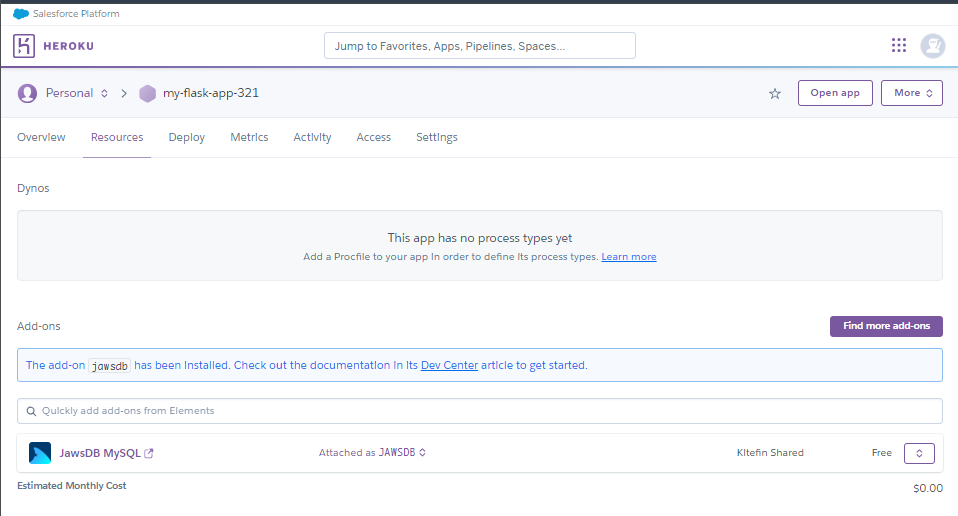 Salesforce Platform
HEROKU
Jump to Favorites, Apps, Pipelines, Spaces...
Personal
my-flask-app-321
Open app
More
Overview
Resources
Deploy
Metrics
Activity
Access
Settings
Dynos
This app has no process types yet
Add a Procfile to your app in order to define its process types. Learn more
Add-ons
Find more add-ons
The add-on jawsdb has been installed. Check out the documentation in its Dev Center article to get started.
Quickly add add-ons from Elements
JawsDB MySQL
Attached as JAWSDB
Kitefin Shared
Free
Estimated Monthly Cost
$0.00